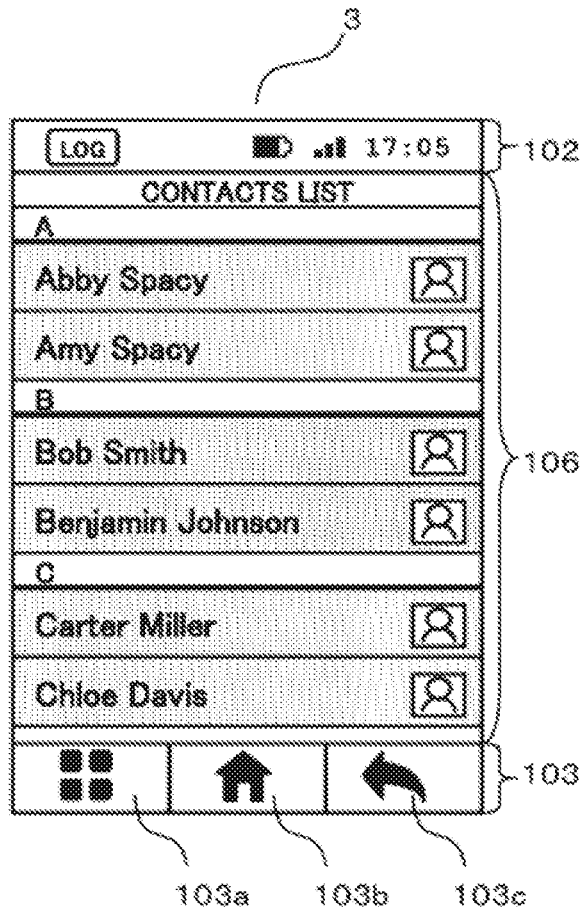 3
LOG 17:05 102
CONTACTS LIST
A
Abby Spacy
Amy Spacy
B
Bob Smith
106
Benjamin Johnson
C
Carter Miller
Chloe Davis
103
103a 103b 103c